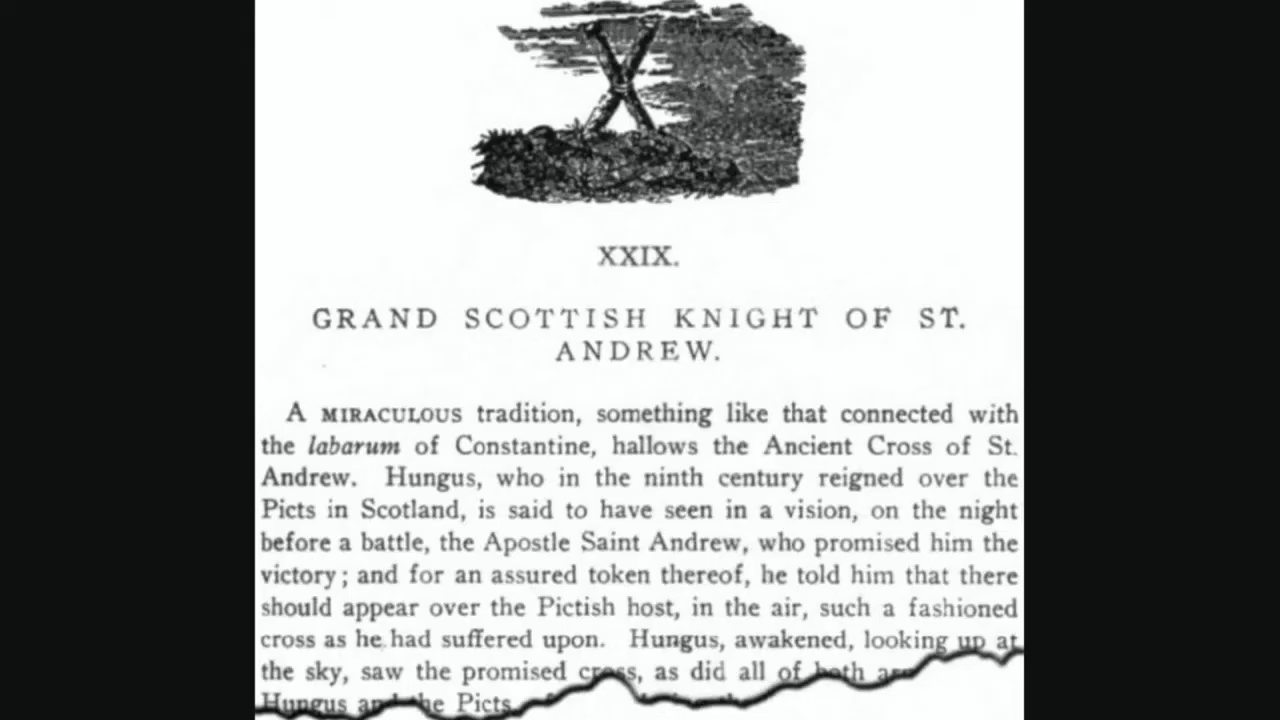 XXIX.
GRAND SCOTTISH KNIGHT OF ST.
ANDREW.
A MIRACULOUS tradition, something like that connected with
the labarum of Constantine, hallows the Ancient Cross of St.
Andrew. Hungus, who in the ninth century reigned over the
Picts in Scotland, is said to have seen in a vision, on the night
before a battle, the Apostle Saint Andrew, who promised him the
victory; and for an assured token thereof, he told him that there
should appear over the Pictish host, in the air, such a fashioned
cross as he had suffered upon. Hungus, awakened, looking up at
the sky, saw the promised cross, as did all of both
Hungus and the Picts